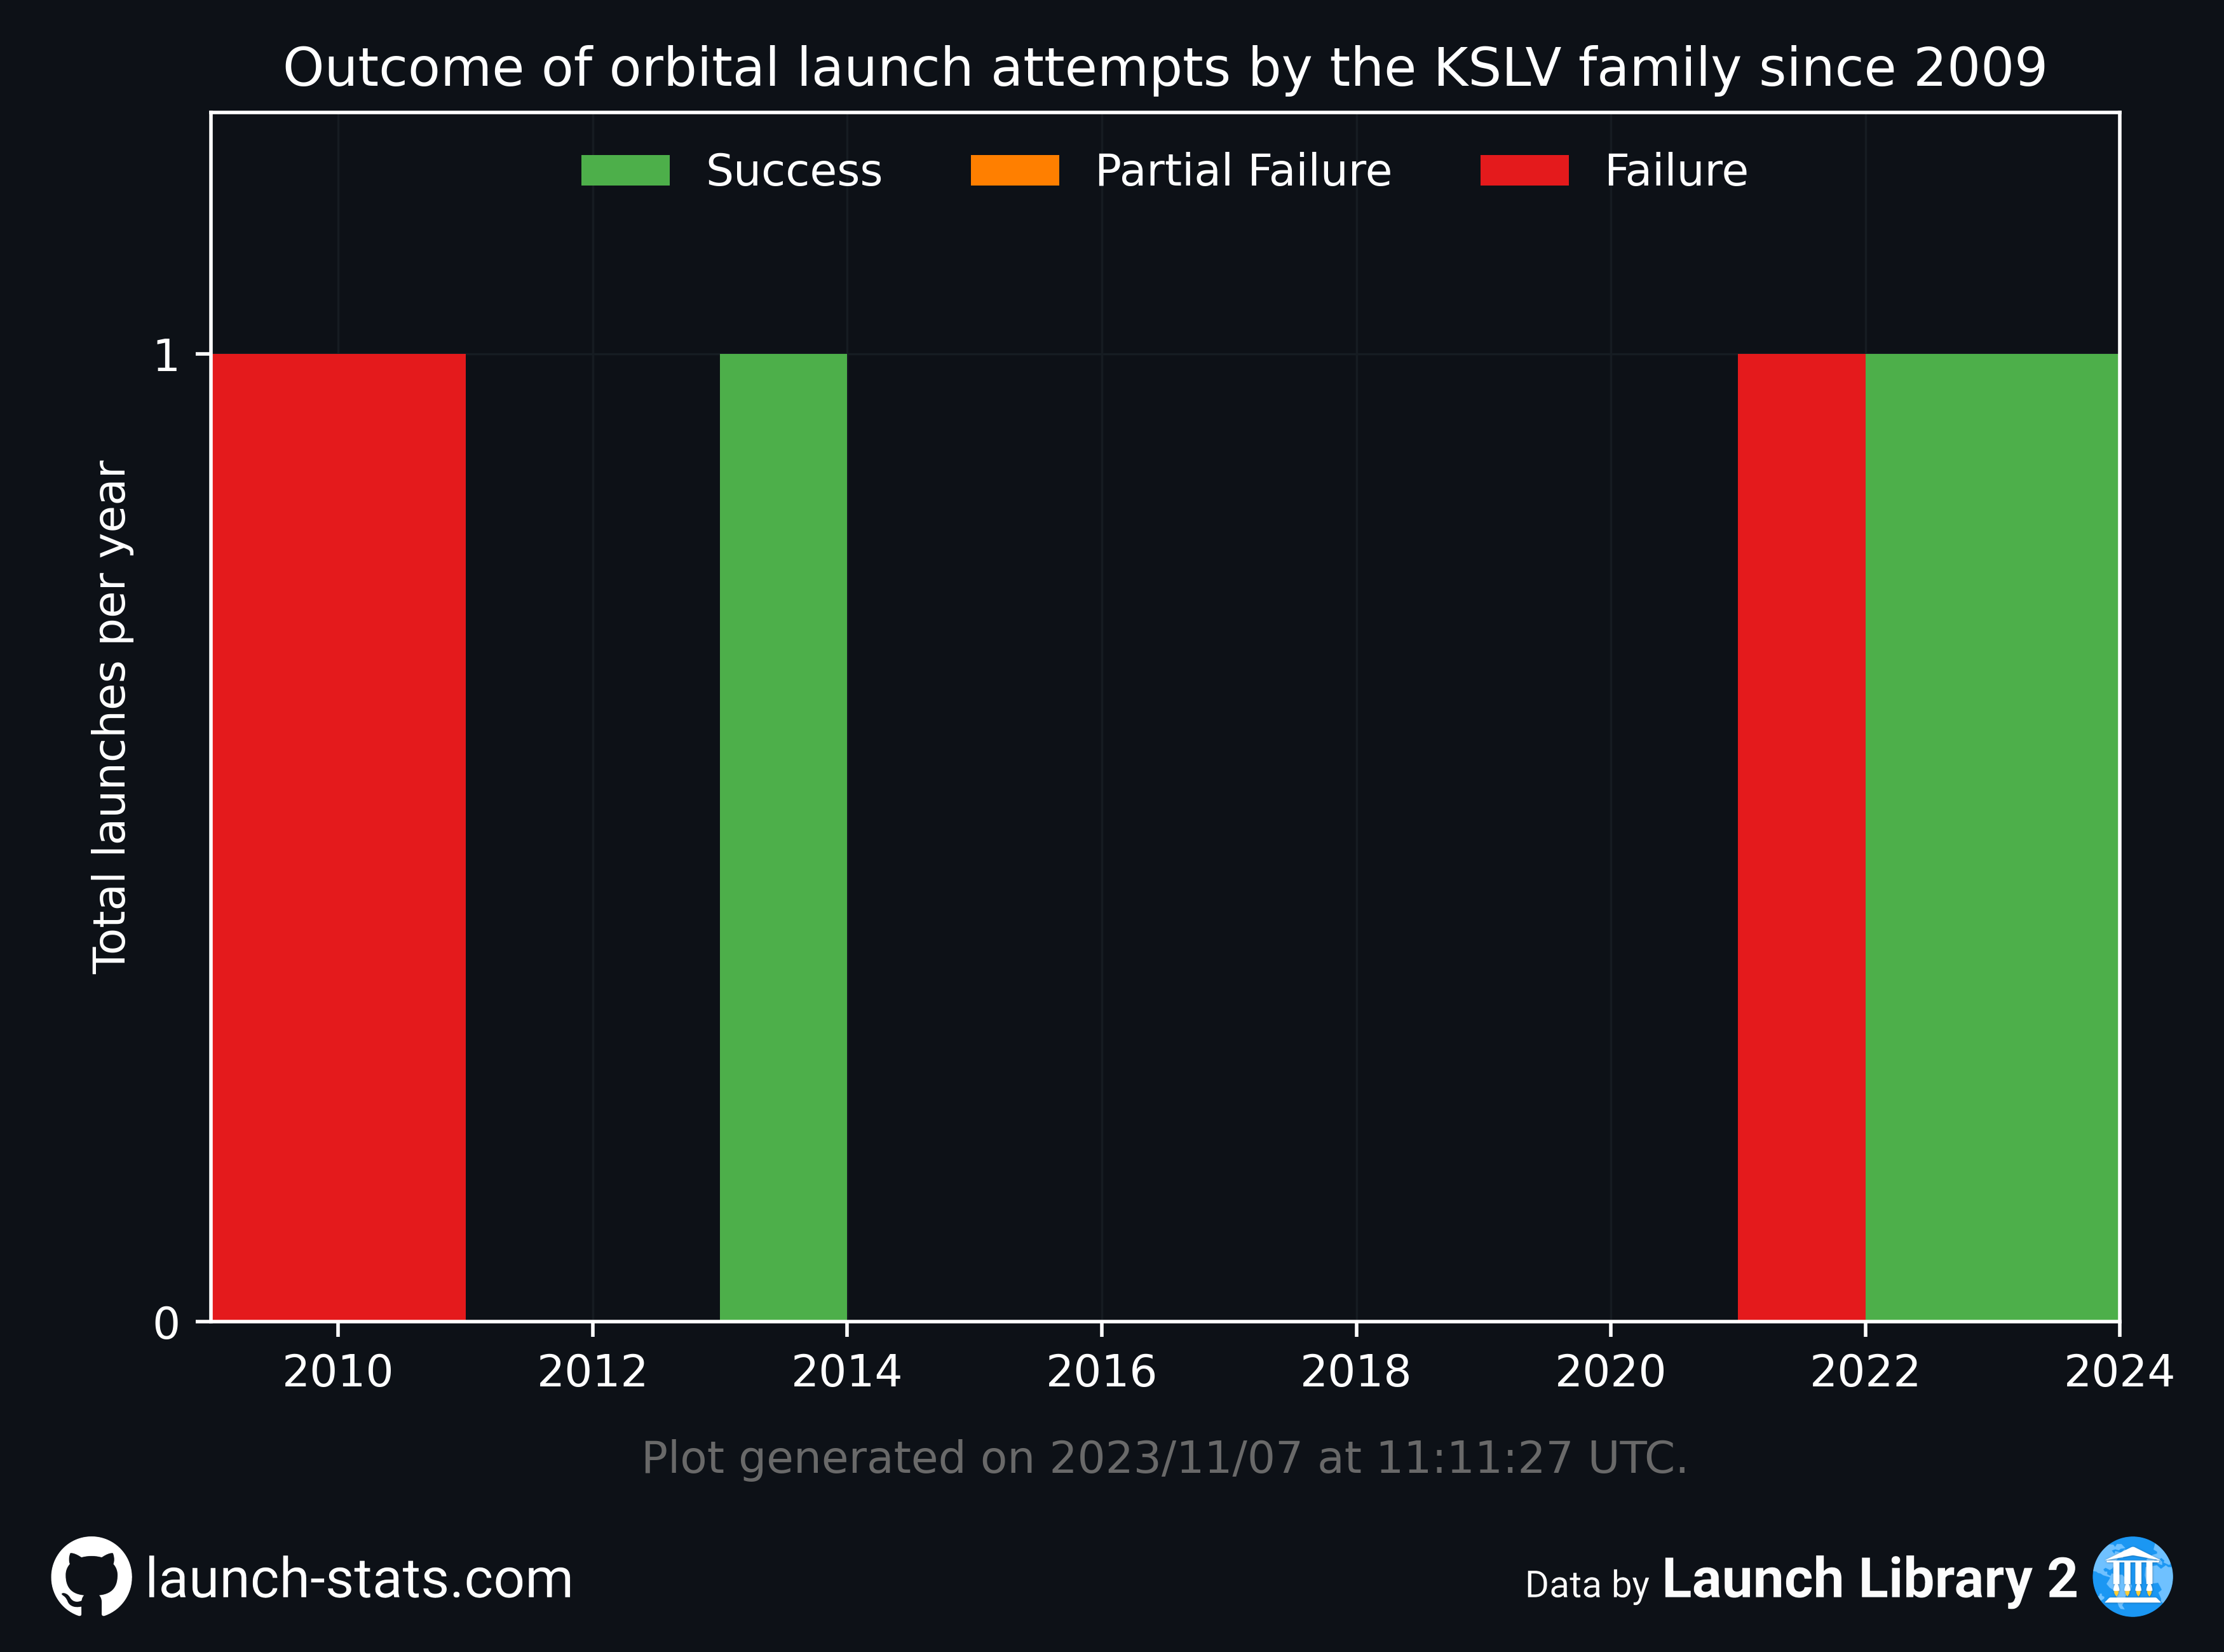 Outcome of orbital launch attempts by the KSLV family since 2009
Success Partial Failure Failure
Total launches per year
1
0
2010 2012 2014 2016 2018 2020 2022 2024
Plot generated on 2023/11/07 at 11:11:27 UTC.
launch-stats.com
Data by Launch Library 2